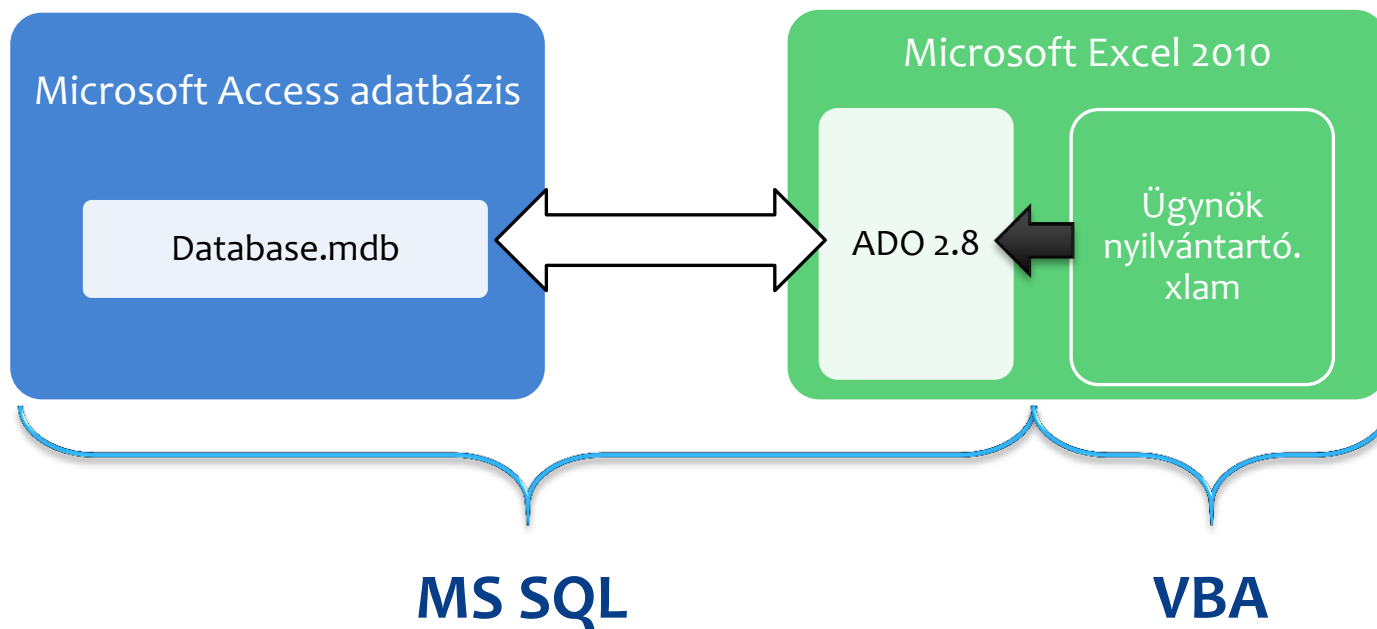 Microsoft Access adatbázis
Database.mdb
Microsoft Excel 2010
ADO 2.8
Ügynök
nyilvántartó.
xlam
MS SQL
VBA